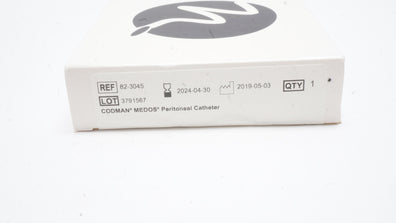 REF 82-3045 2024-04-30 2019-05-03 QTY 1
LOT 3791567
CODMAN® MEDOS® Peritoneal Catheter